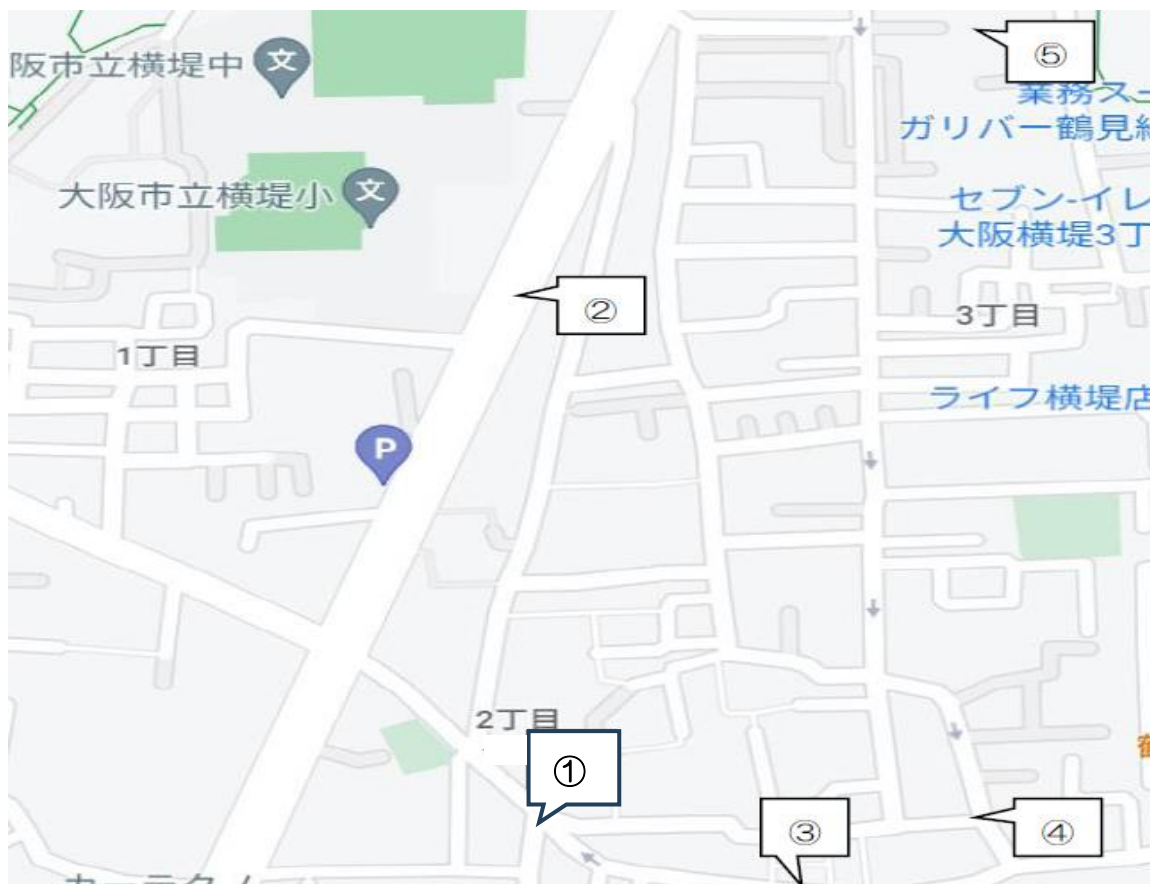 阪市立横堤中
文
⑤
業務ス
ガリバー鶴見
大阪市立横堤小
文
セブン-イレ
大阪横堤3丁
②
3丁目
1丁目
ライフ横堤店
P
2丁目
①
③
④